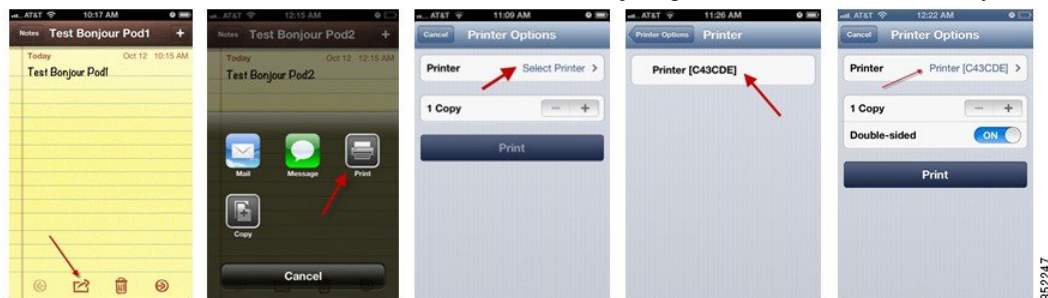 AT&T 10:17 AM
Notes Test Bonjour Pod1 +
Today Oct 12 10:15 AM
Test Bonjour Pod1
AT&T 12:15 AM
Notes Test Bonjour Pod2 +
Today Oct 12 12:15 AM
Test Bonjour Pod2
Mail Message Print
Copy
Cancel
AT&T 11:09 AM
Cancel Printer Options
Printer Select Printer >
1 Copy - +
Print
AT&T 11:26 AM
Printer Options Printer
Printer [C43CDE]
AT&T 12:22 AM
Cancel Printer Options
Printer Printer [C43CDE] >
1 Copy - +
Double-sided ON
Print
352247